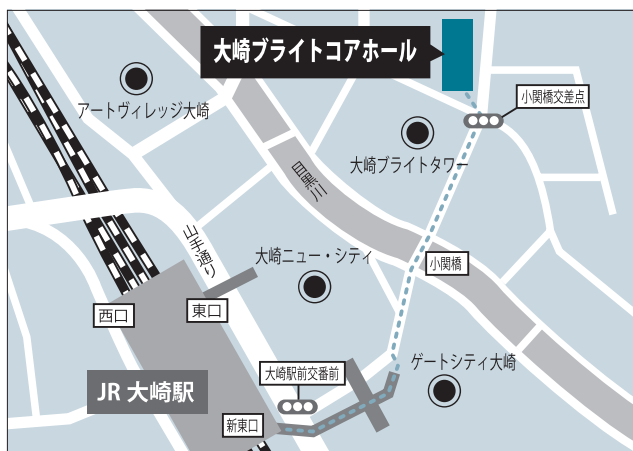 大崎ブライトコアホール
アートヴィレッジ大崎
小関橋交差点
大崎ブライトタワー
目黒川
山手通り
大崎ニュー・シティ
小関橋
西口
東口
大崎駅前交番前
ゲートシティ大崎
JR 大崎駅
新東口